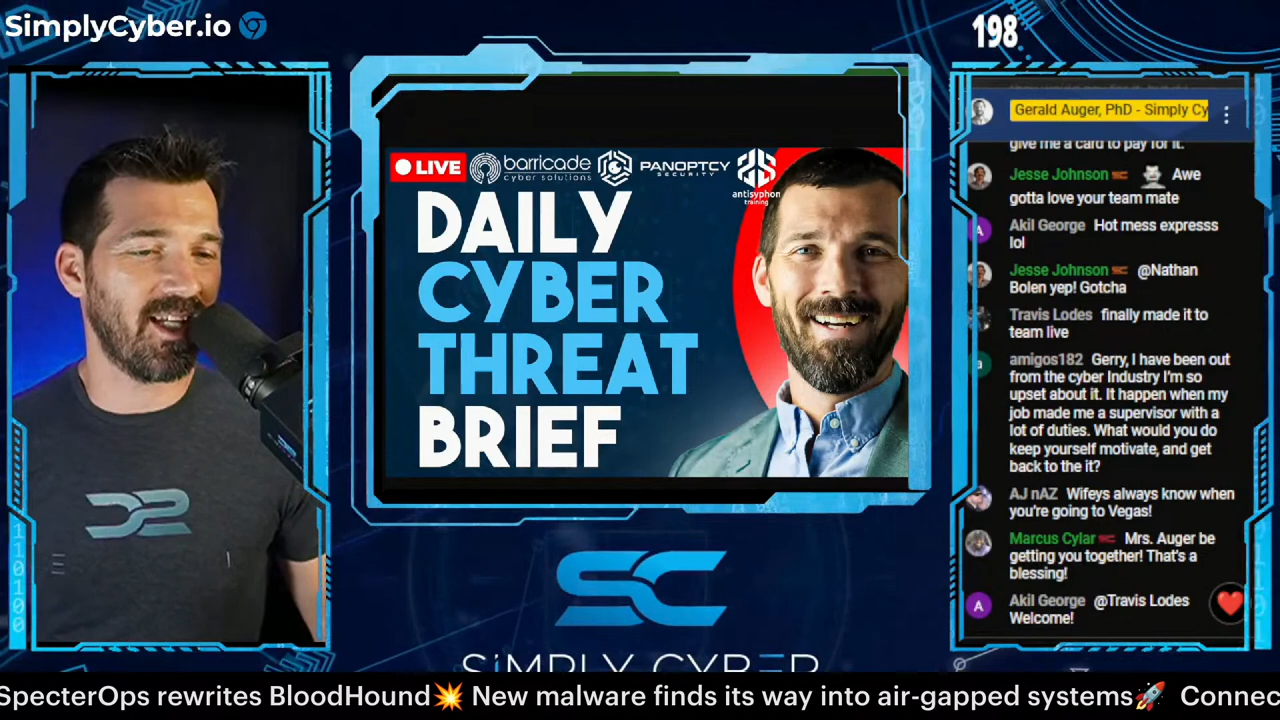 SimplyCyber.io
198
LIVE
barricade
cyber solutions
PANOPTCY
SECURITY
antisyphon
training
DAILY
CYBER
THREAT
BRIEF
SC
SIMPLY CYBER
Gerald Auger, PhD - Simply Cy
give me a card to pay for it.
Jesse Johnson Awe
gotta love your team mate
Akil George Hot mess expresss
lol
Jesse Johnson @Nathan
Bolen yep! Gotcha
Travis Lodes finally made it to
team live
amigos182 Gerry, I have been out
from the cyber Industry I'm so
upset about it. It happen when my
job made me a supervisor with a
lot of duties. What would you do
keep yourself motivate, and get
back to the it?
AJ nAZ Wifeys always know when
you're going to Vegas!
Marcus Cylar Mrs. Auger be
getting you together! That's a
blessing!
A Akil George @Travis Lodes
Welcome!
SpecterOps rewrites BloodHound💥 New malware finds its way into air-gapped systems🚀 Connec